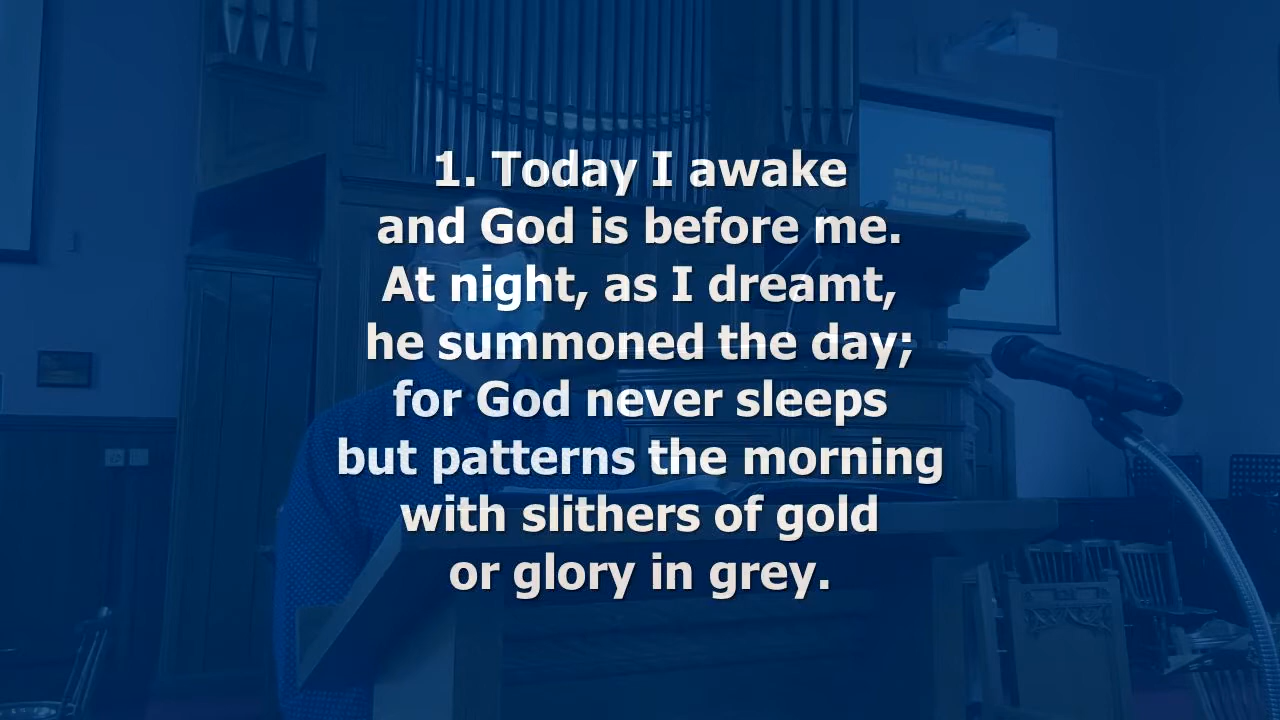 1. Today I awake
and God is before me.
At night, as I dreamt,
he summoned the day;
for God never sleeps
but patterns the morning
with slithers of gold
or glory in grey.